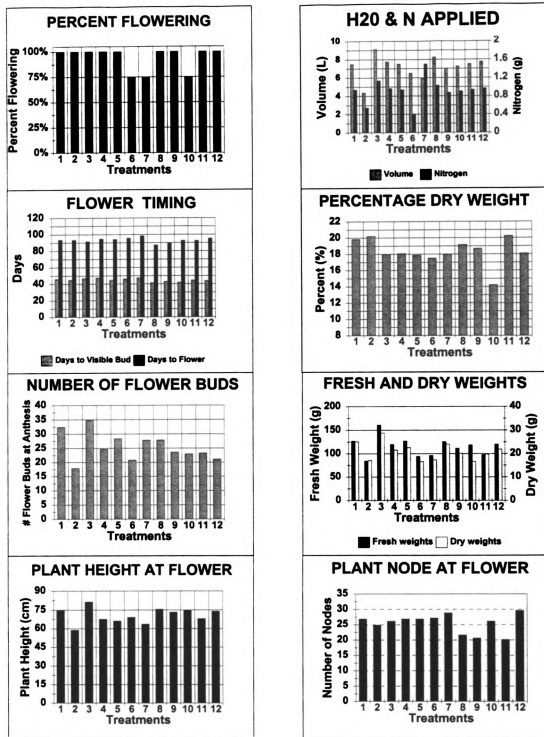 PERCENT FLOWERING
Percent Flowering
100%
75%
50%
25%
0%
1 2 3 4 5 6 7 8 9 10 11 12
Treatments
H20 & N APPLIED
Volume (L)
10
8
6
4
2
0
2
1.6
1.2
0.8
0.4
0
Nitrogen (g)
1 2 3 4 5 6 7 8 9 10 11 12
Treatments
Volume Nitrogen
FLOWER TIMING
Days
120
100
80
60
40
20
0
1 2 3 4 5 6 7 8 9 10 11 12
Treatments
Days to Visible Bud Days to Flower
PERCENTAGE DRY WEIGHT
Percent (%)
22
20
18
16
14
12
10
8
1 2 3 4 5 6 7 8 9 10 11 12
Treatments
NUMBER OF FLOWER BUDS
# Flower Buds at Anthesis
40
35
30
25
20
15
10
5
0
1 2 3 4 5 6 7 8 9 10 11 12
Treatments
FRESH AND DRY WEIGHTS
Fresh Weight (g)
200
150
100
50
0
40
30
20
10
0
Dry Weight (g)
1 2 3 4 5 6 7 8 9 10 11 12
Treatments
Fresh weights Dry weights
PLANT HEIGHT AT FLOWER
Plant Height (cm)
90
75
60
45
30
15
0
1 2 3 4 5 6 7 8 9 10 11 12
Treatments
PLANT NODE AT FLOWER
Number of Nodes
35
30
25
20
15
10
5
0
1 2 3 4 5 6 7 8 9 10 11 12
Treatments